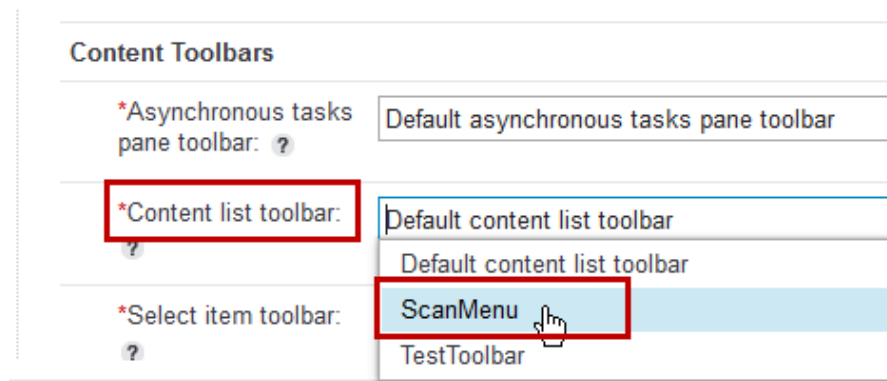 Content Toolbars
*Asynchronous tasks
pane toolbar: ?
Default asynchronous tasks pane toolbar
*Content list toolbar:
?
Default content list toolbar
Default content list toolbar
ScanMenu
*Select item toolbar:
?
TestToolbar